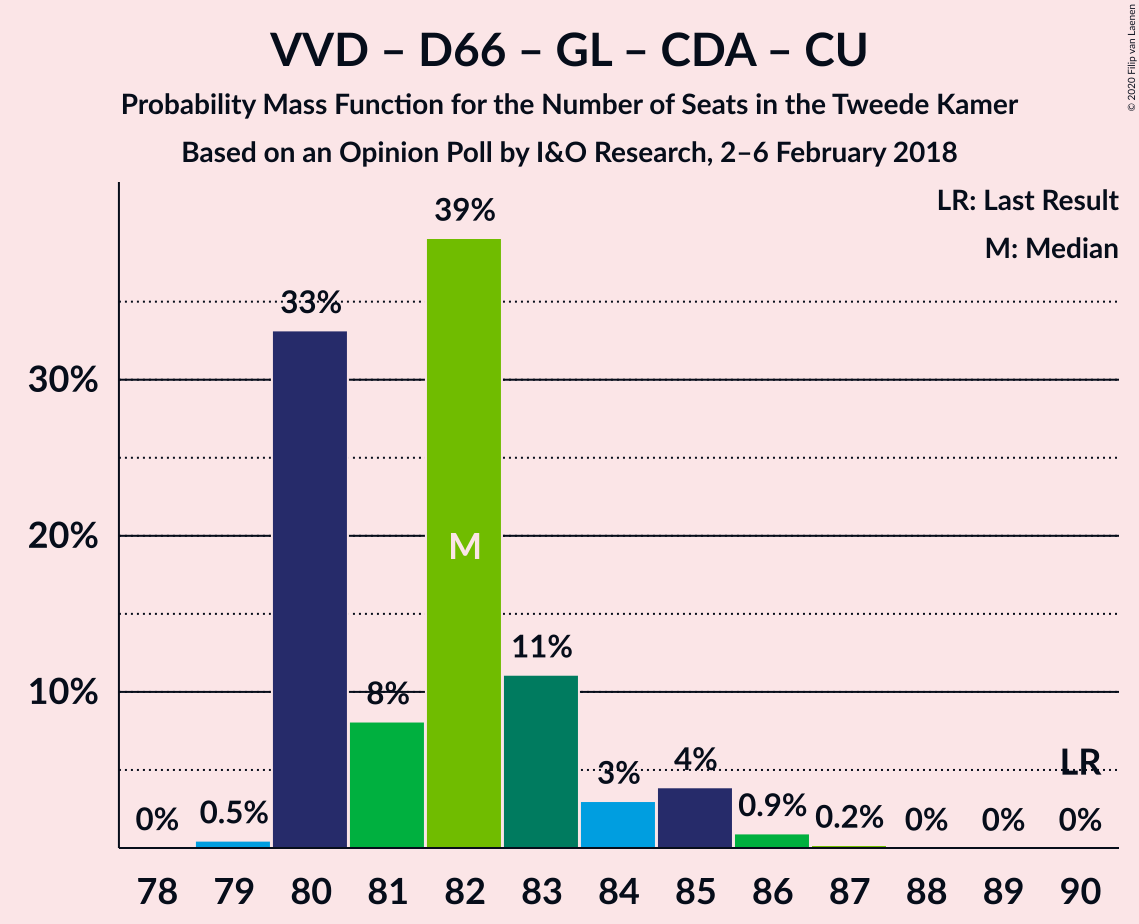 VVD – D66 – GL – CDA – CU
Probability Mass Function for the Number of Seats in the Tweede Kamer
Based on an Opinion Poll by I&O Research, 2–6 February 2018
© 2020 Filip van Laenen
LR: Last Result
M: Median
39%
33%
30%
20%
M
11%
10%
8%
4%
LR
3%
0%
0.5%
0.9%
0.2%
0%
0%
0%
78 79 80 81 82 83 84 85 86 87 88 89 90